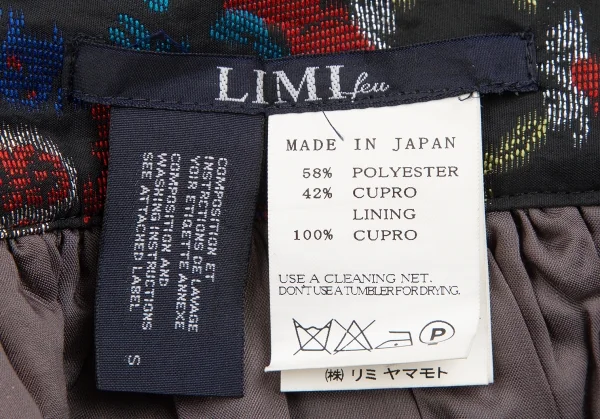 LIMI feu
COMPOSITION ET
INSTRUCTIONS DE LAVAGE
VOIR ETIQUETTE ANNEXE
COMPOSITION AND
WASHING INSTRUCTIONS
SEE ATTACHED LABEL
S
MADE IN JAPAN
58% POLYESTER
42% CUPRO
LINING
100% CUPRO
USE A CLEANING NET.
DON'T USE A TUMBLER FOR DRYING.
P
㈱ リミ ヤマモト